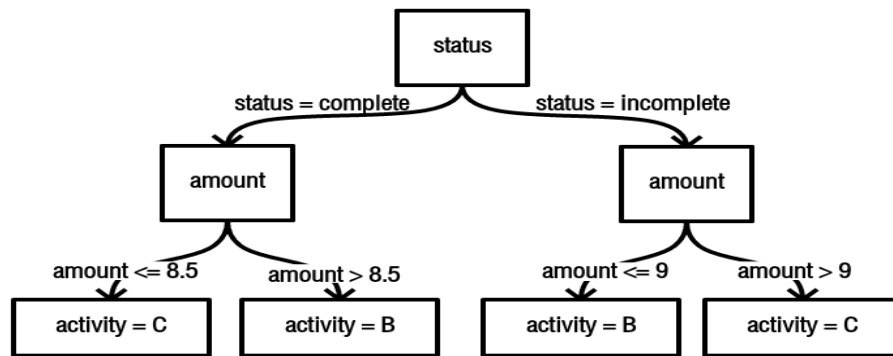 status
status = complete
status = incomplete
amount
amount
amount <= 8.5
amount > 8.5
amount <= 9
amount > 9
activity = C
activity = B
activity = B
activity = C